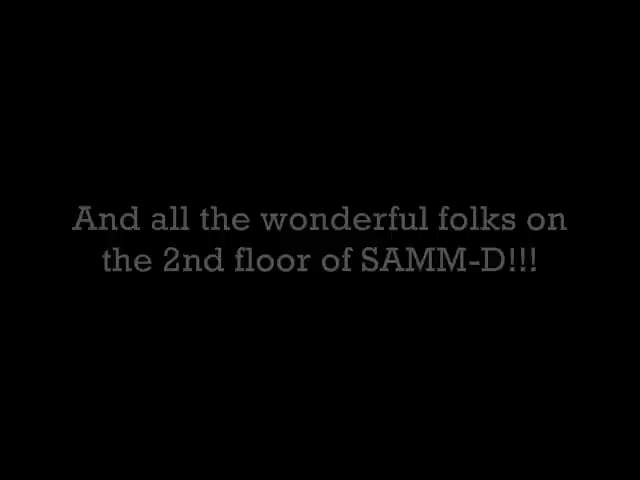 And all the wonderful folks on
the 2nd floor of SAMM-D!!!